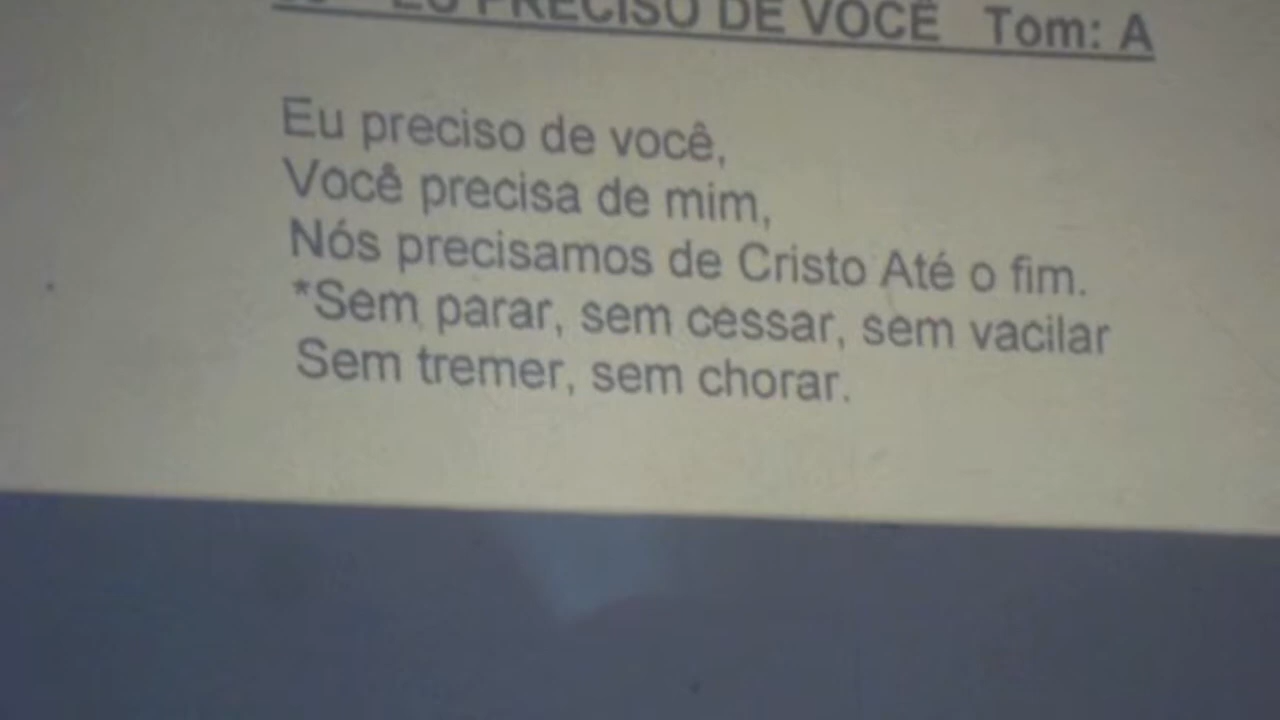 EU PRECISO DE VOCÊ Tom: A
Eu preciso de você,
Você precisa de mim,
Nós precisamos de Cristo Até o fim.
*Sem parar, sem cessar, sem vacilar
Sem tremer, sem chorar.